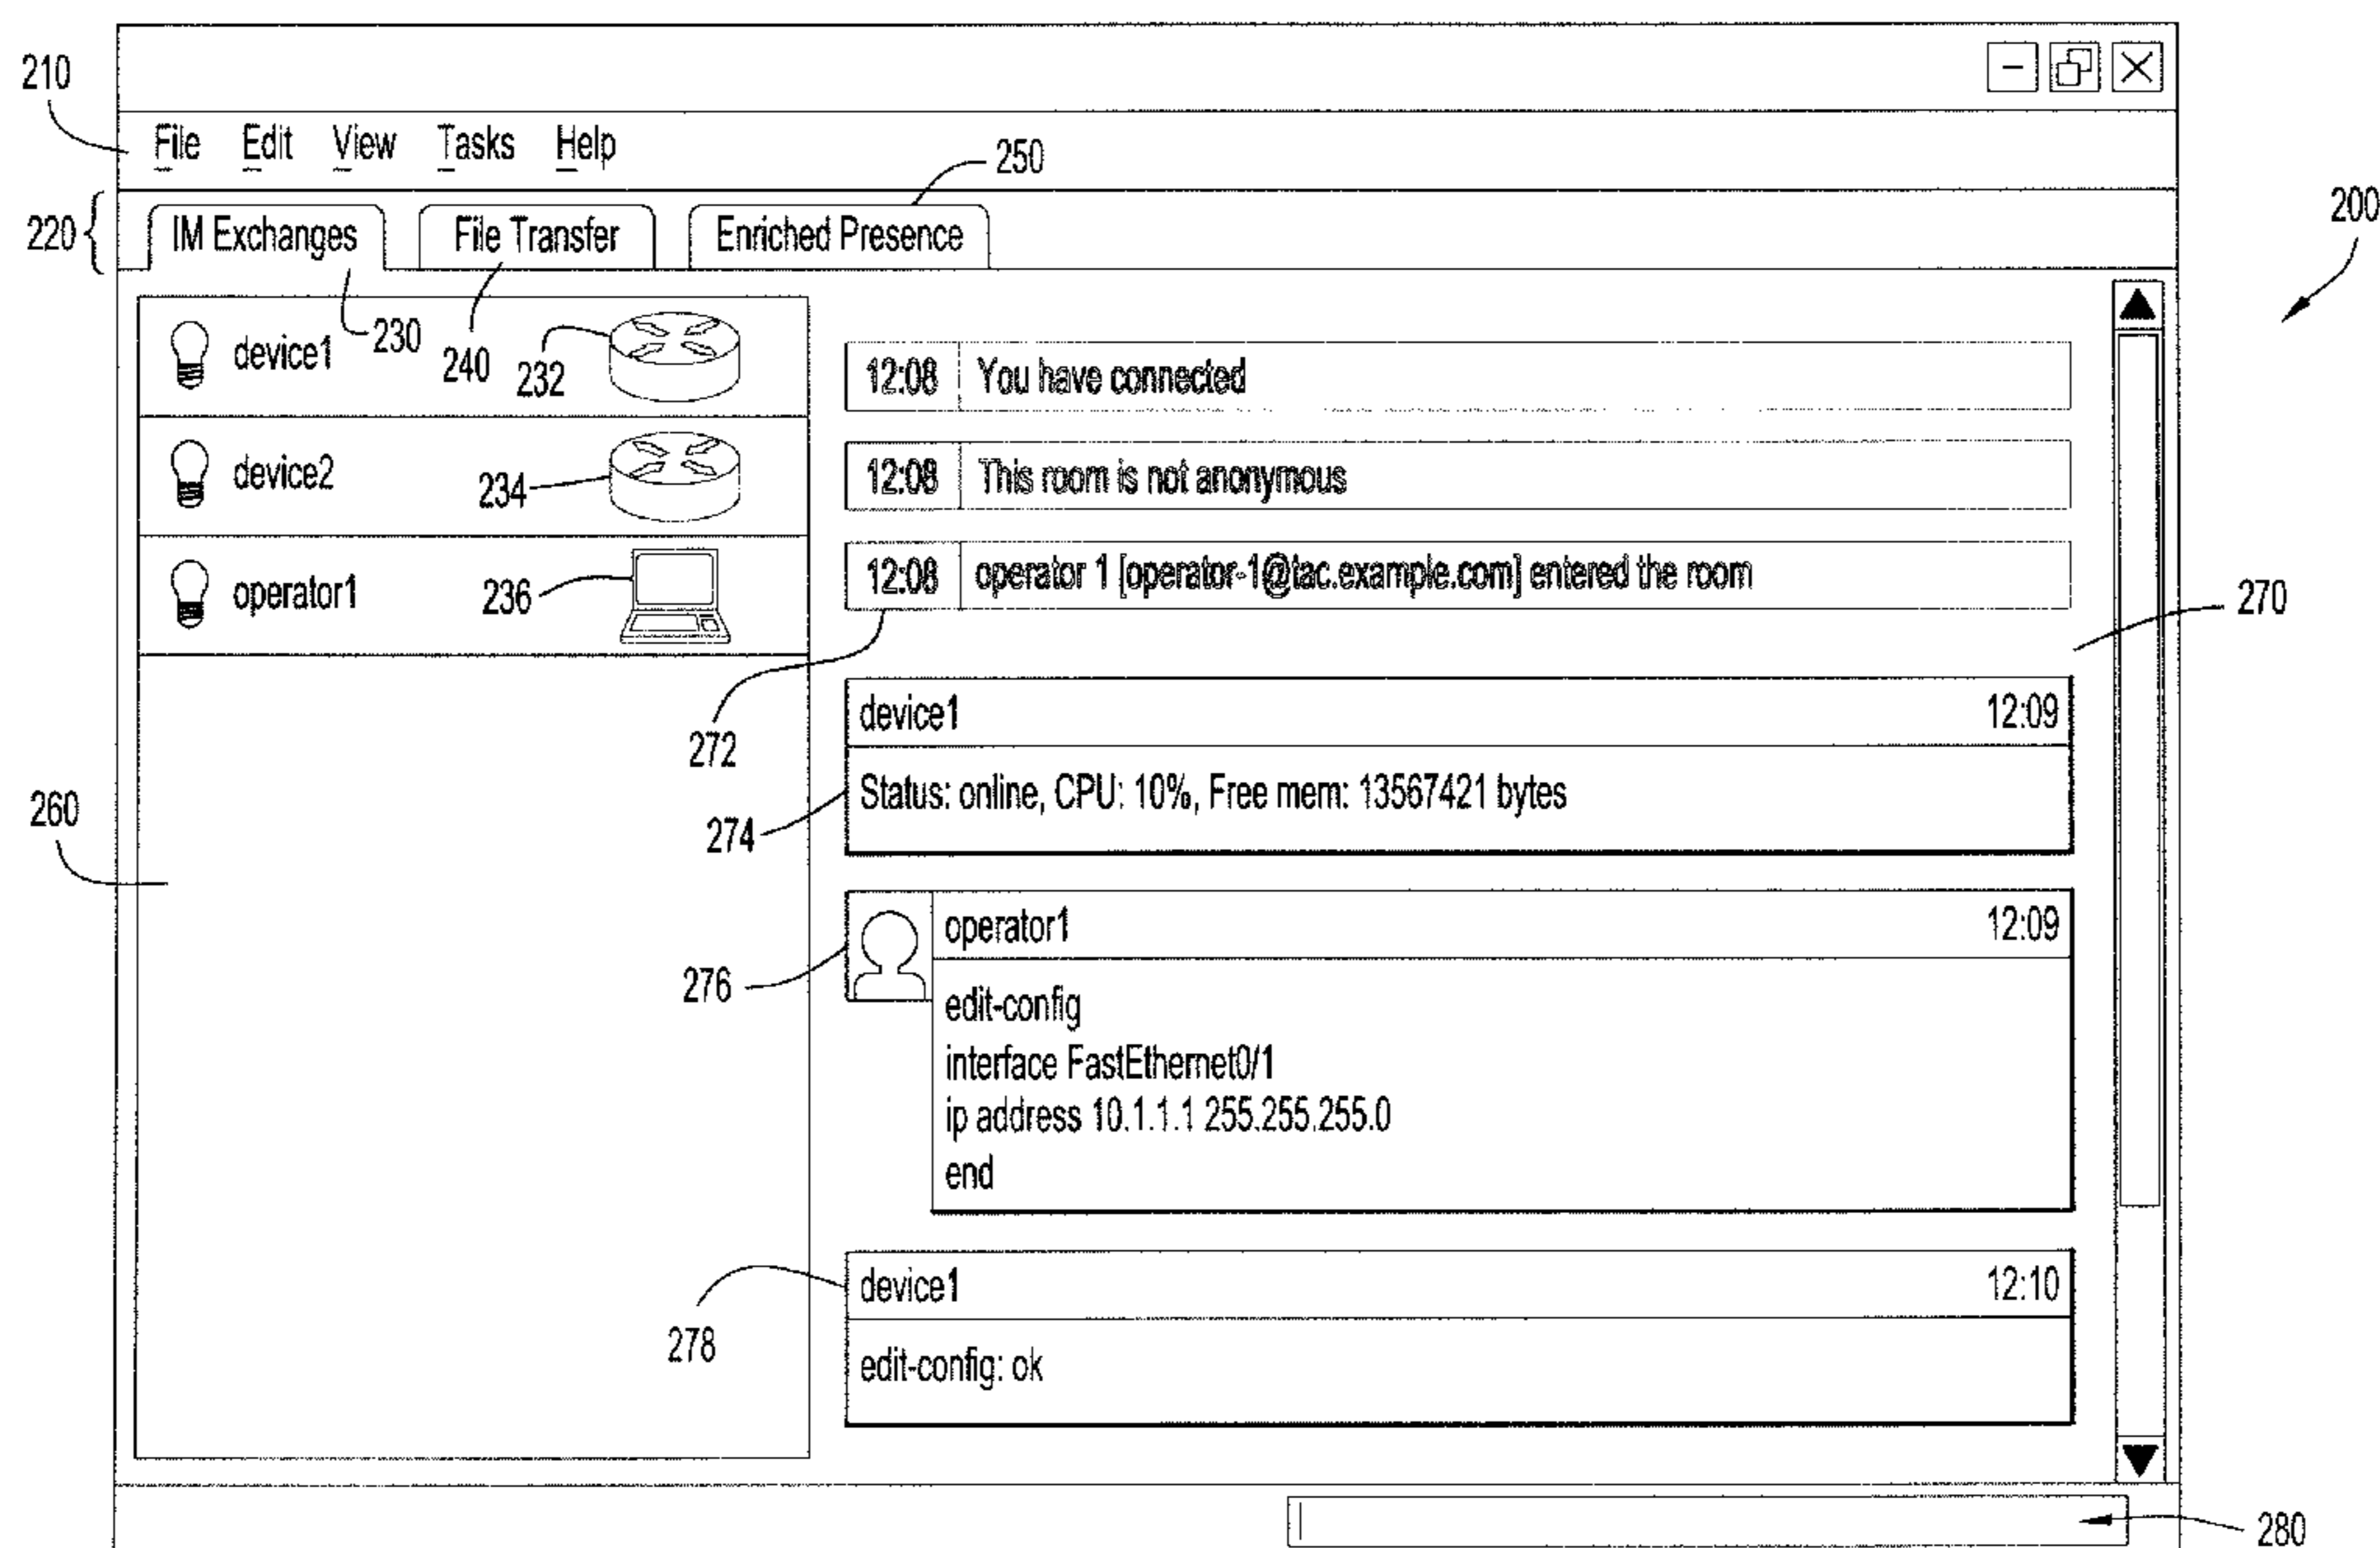 210
File Edit View Tasks Help
250
220
IM Exchanges File Transfer Enriched Presence
200
device1 230 240 232
device2 234
operator1 236
12:08 You have connected
12:08 This room is not anonymous
12:08 operator 1 [operator-1@tac.example.com] entered the room
270
272
device1 12:09
Status: online, CPU: 10%, Free mem: 13567421 bytes
274
260
operator1 12:09
276
edit-config
interface FastEthernet0/1
ip address 10.1.1.1 255.255.255.0
end
device1 12:10
278
edit-config: ok
280